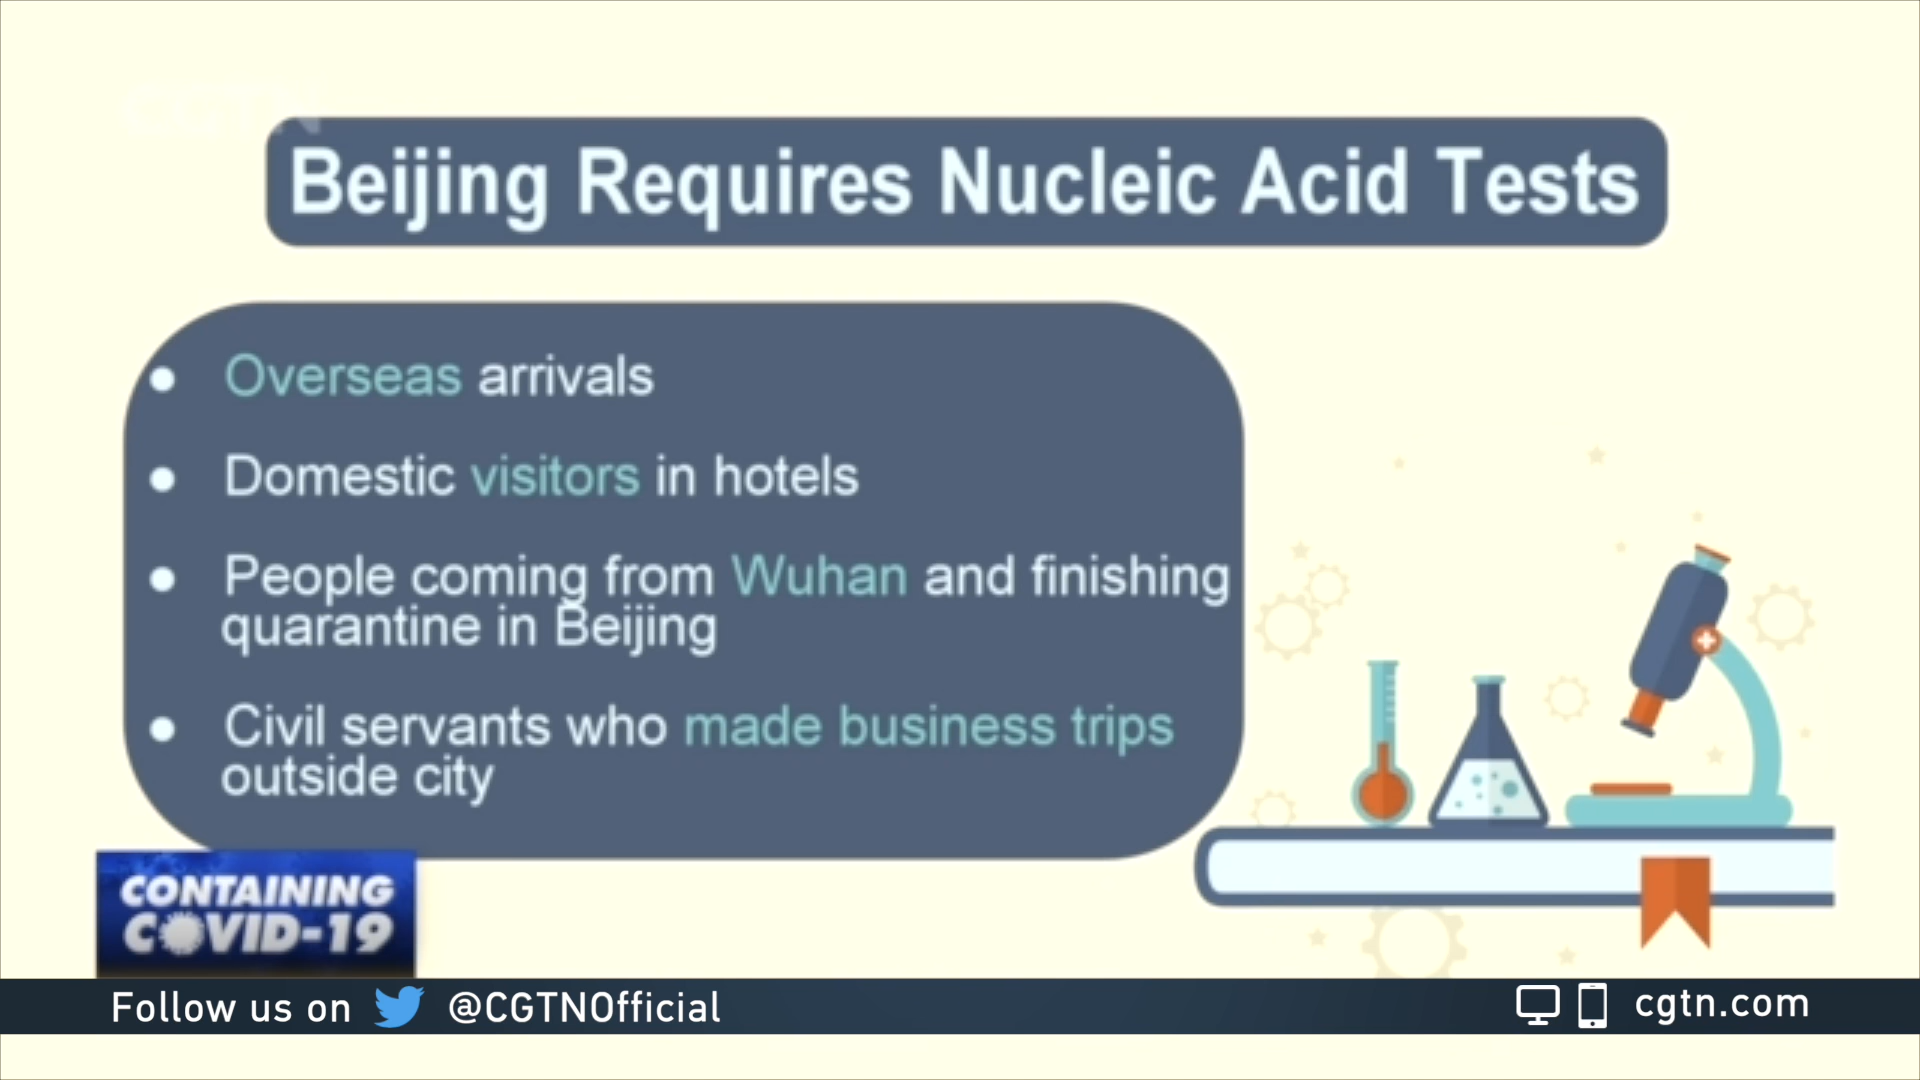 CGTN
Beijing Requires Nucleic Acid Tests
• Overseas arrivals
• Domestic visitors in hotels
• People coming from Wuhan and finishing
quarantine in Beijing
• Civil servants who made business trips
outside city
CONTAINING
COVID-19
Follow us on @CGTNOfficial
cgtn.com